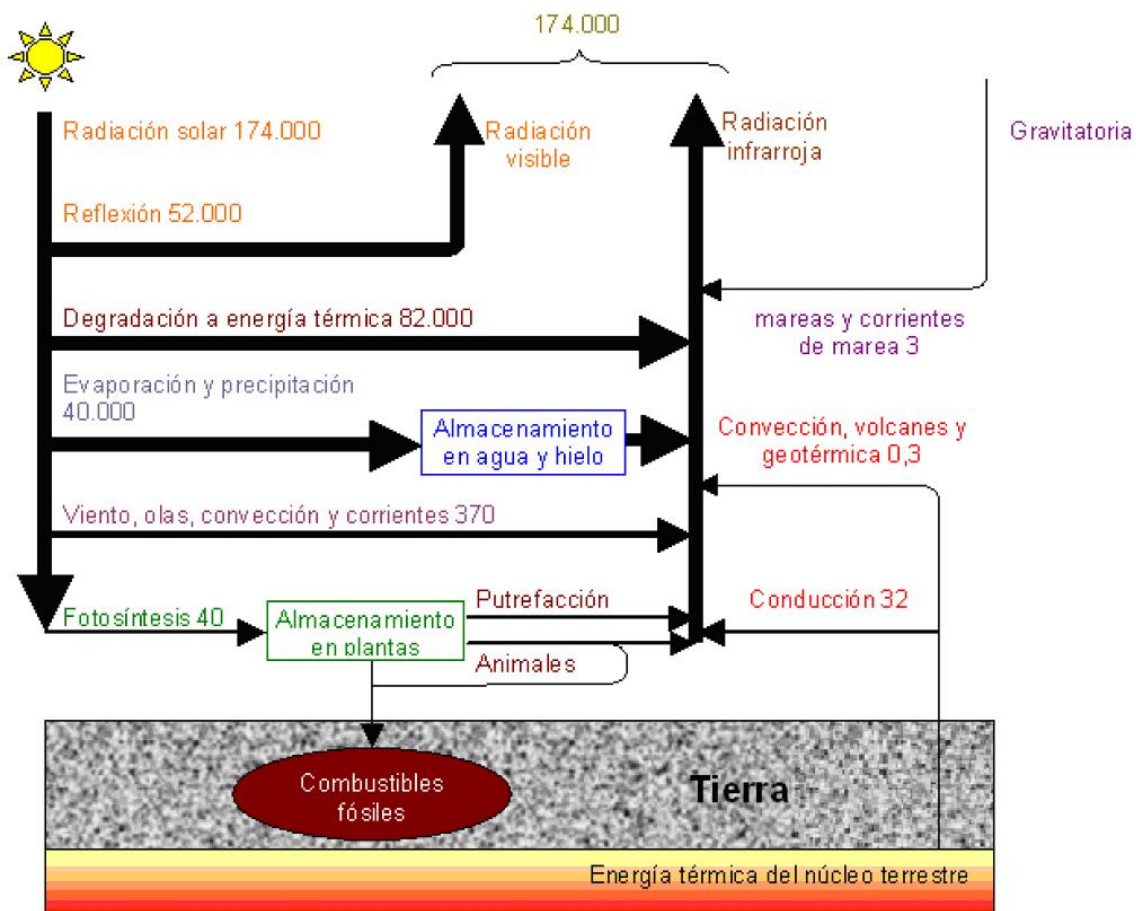 174.000
Radiación solar 174.000
Radiación
visible
Radiación
infrarroja
Gravitatoria
Reflexión 52.000
Degradación a energía térmica 82.000
mareas y corrientes
de marea 3
Evaporación y precipitación
40.000
Almacenamiento
en agua y hielo
Convección, volcanes y
geotérmica 0,3
Viento, olas, convección y corrientes 370
Fotosíntesis 40
Almacenamiento
en plantas
Putrefacción
Animales
Conducción 32
Combustibles
fósiles
Tierra
Energía térmica del núcleo terrestre